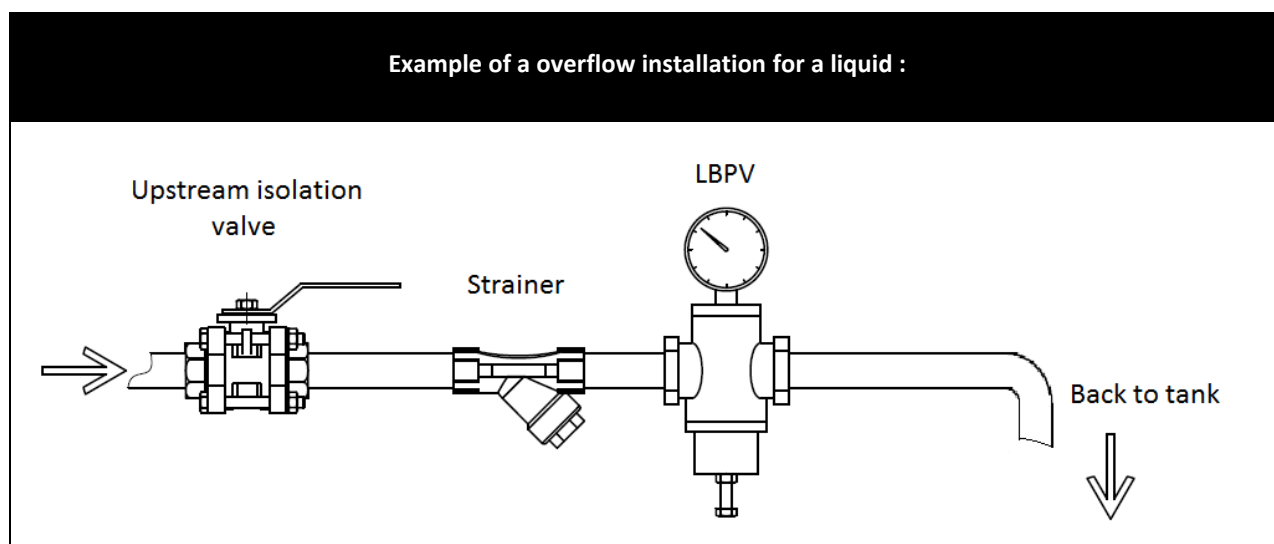 Example of a overflow installation for a liquid :
LBPV
Upstream isolation
valve
Strainer
Back to tank